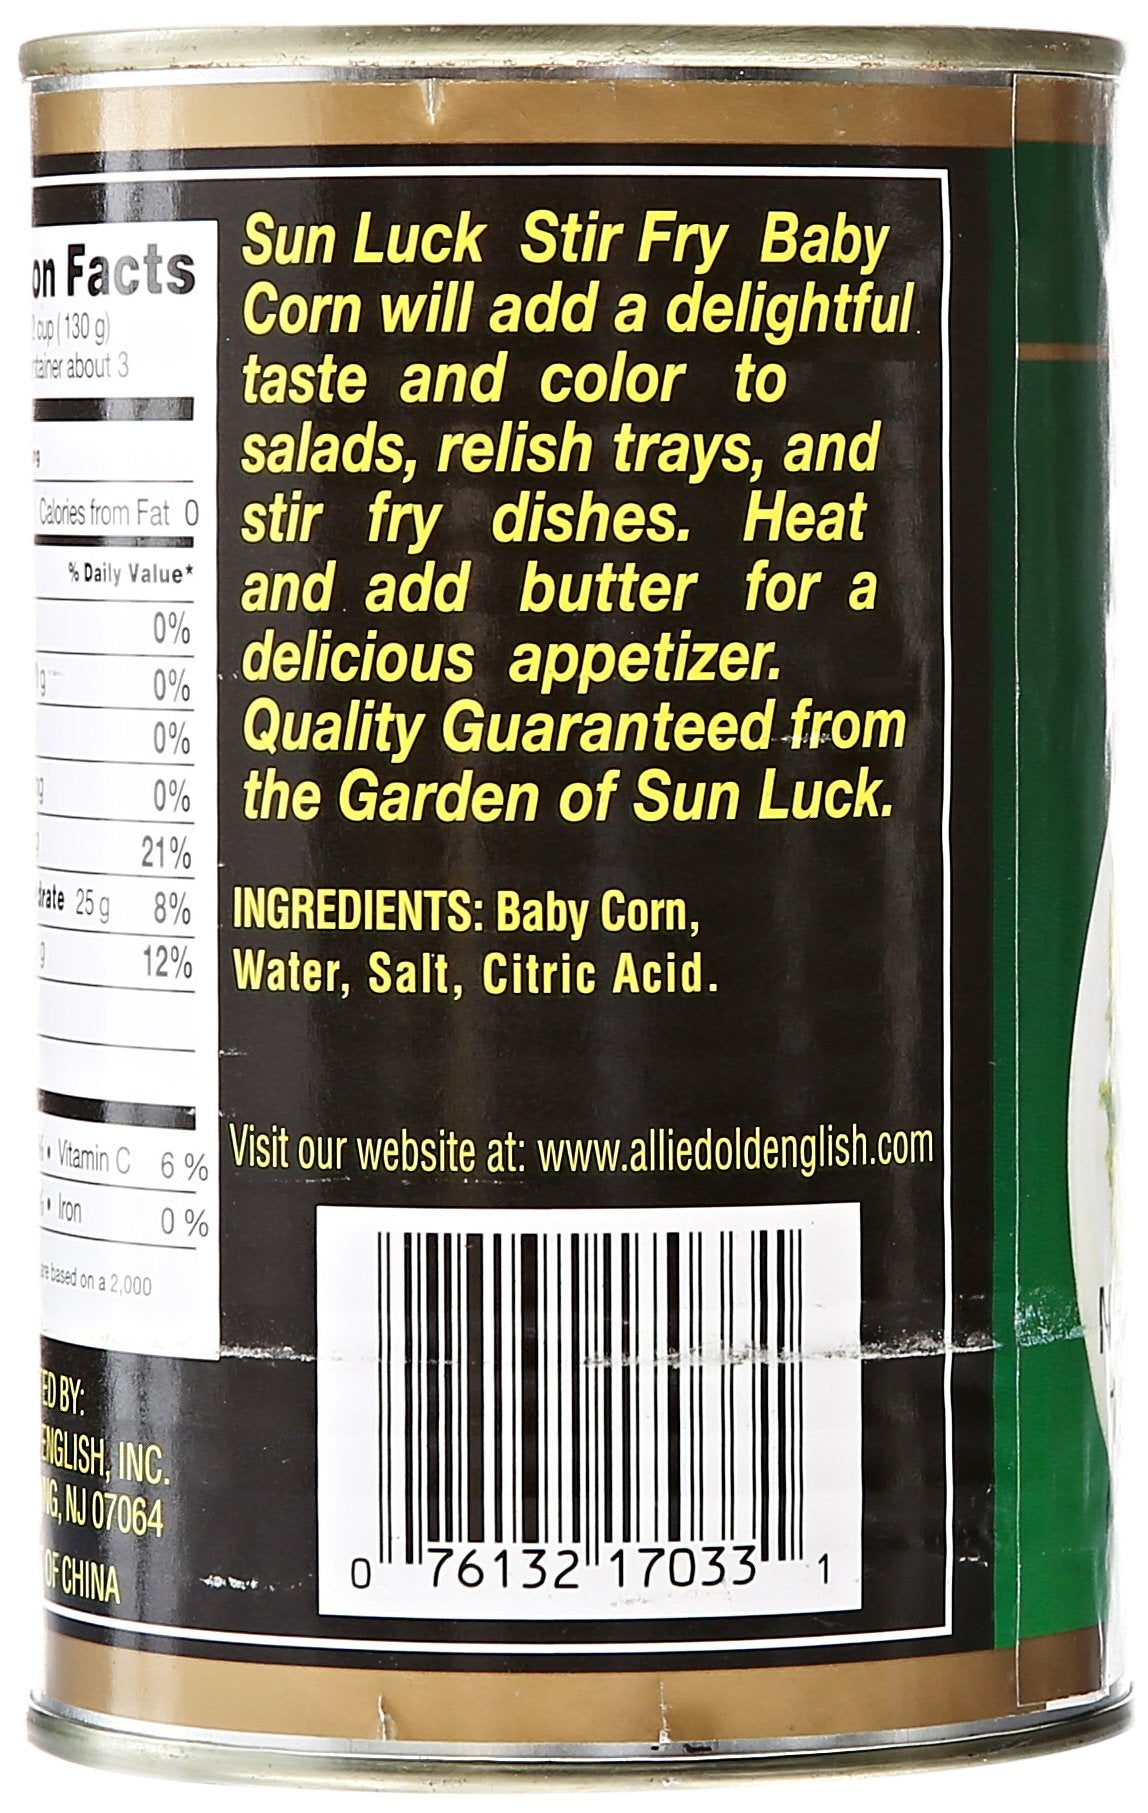 on Facts
cup (130 g)
tainer about 3
Calories from Fat 0
% Daily Value*
0%
0%
0%
0%
21%
drate 25 g 8%
12%
• Vitamin C 6 %
• Iron 0 %
are based on a 2,000
ED BY:
ENGLISH, INC.
NG, NJ 07064
OF CHINA
Sun Luck Stir Fry Baby
Corn will add a delightful
taste and color to
salads, relish trays, and
stir fry dishes. Heat
and add butter for a
delicious appetizer.
Quality Guaranteed from
the Garden of Sun Luck.
INGREDIENTS: Baby Corn,
Water, Salt, Citric Acid.
Visit our website at: www.alliedoldenglish.com
0 76132 17033 1